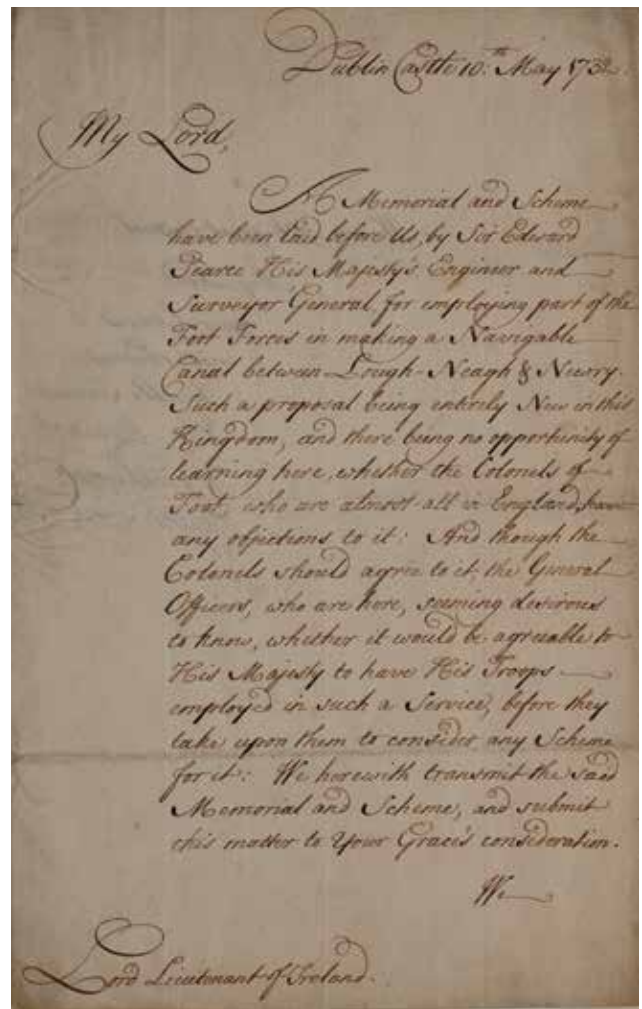 Dublin Castle 10.th May 1732.
My Lord,
A Memorial and Scheme
have been laid before Us, by Sir Edward
Pearce His Majesty's Engineer and
Surveyor General, for employing part of the
Foot Forces in making a Navigable
Canal between Lough-Neagh & Newry.
Such a proposal being entirely New in this
Kingdom, and there being no opportunity of
learning here, whether the Colonels of
Foot, who are almost all in England, have
any objections to it: And though the
Colonels should agree to it, the General
Officers, who are here, seeming desirous
to know, whether it would be agreeable to
His Majesty to have His Troops
employed in such a Service, before they
take upon them to consider any Scheme
for it: We herewith transmit the said
Memorial and Scheme, and submit
this matter to Your Grace's consideration.
We
Lord Lieutenant of Ireland.